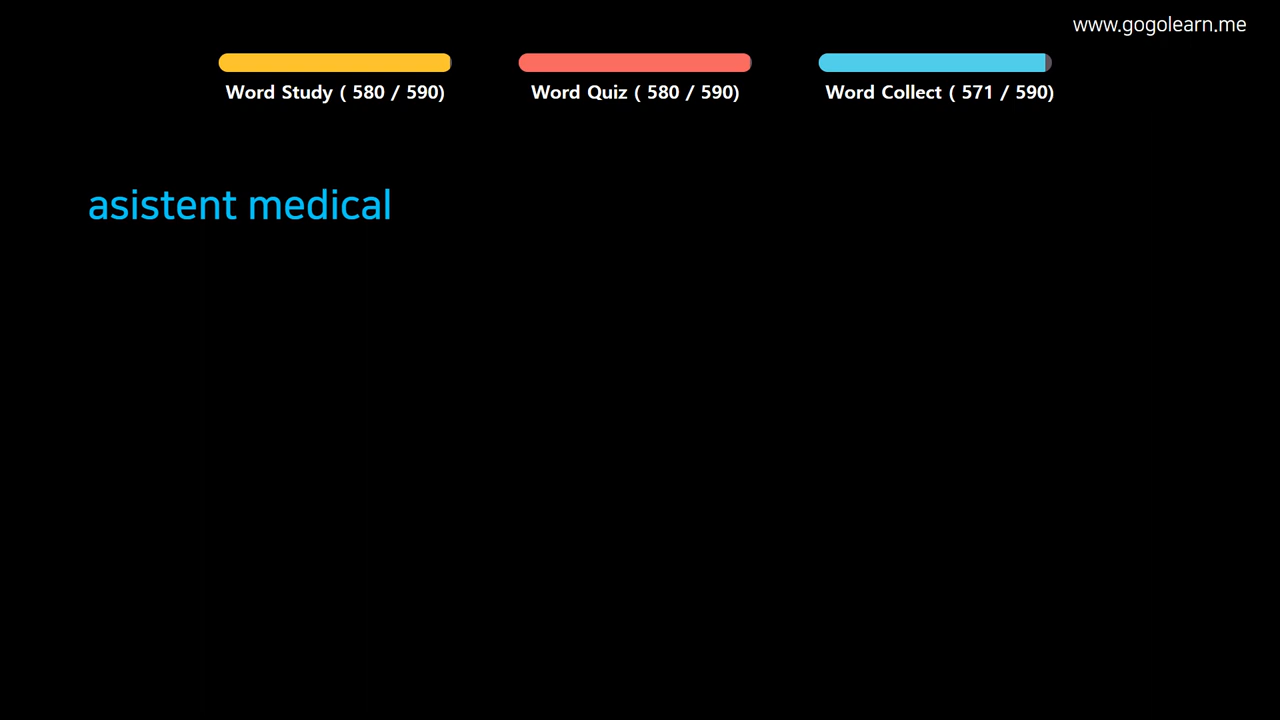 www.gogolearn.me
Word Study ( 580 / 590)
Word Quiz ( 580 / 590)
Word Collect ( 571 / 590)
asistent medical